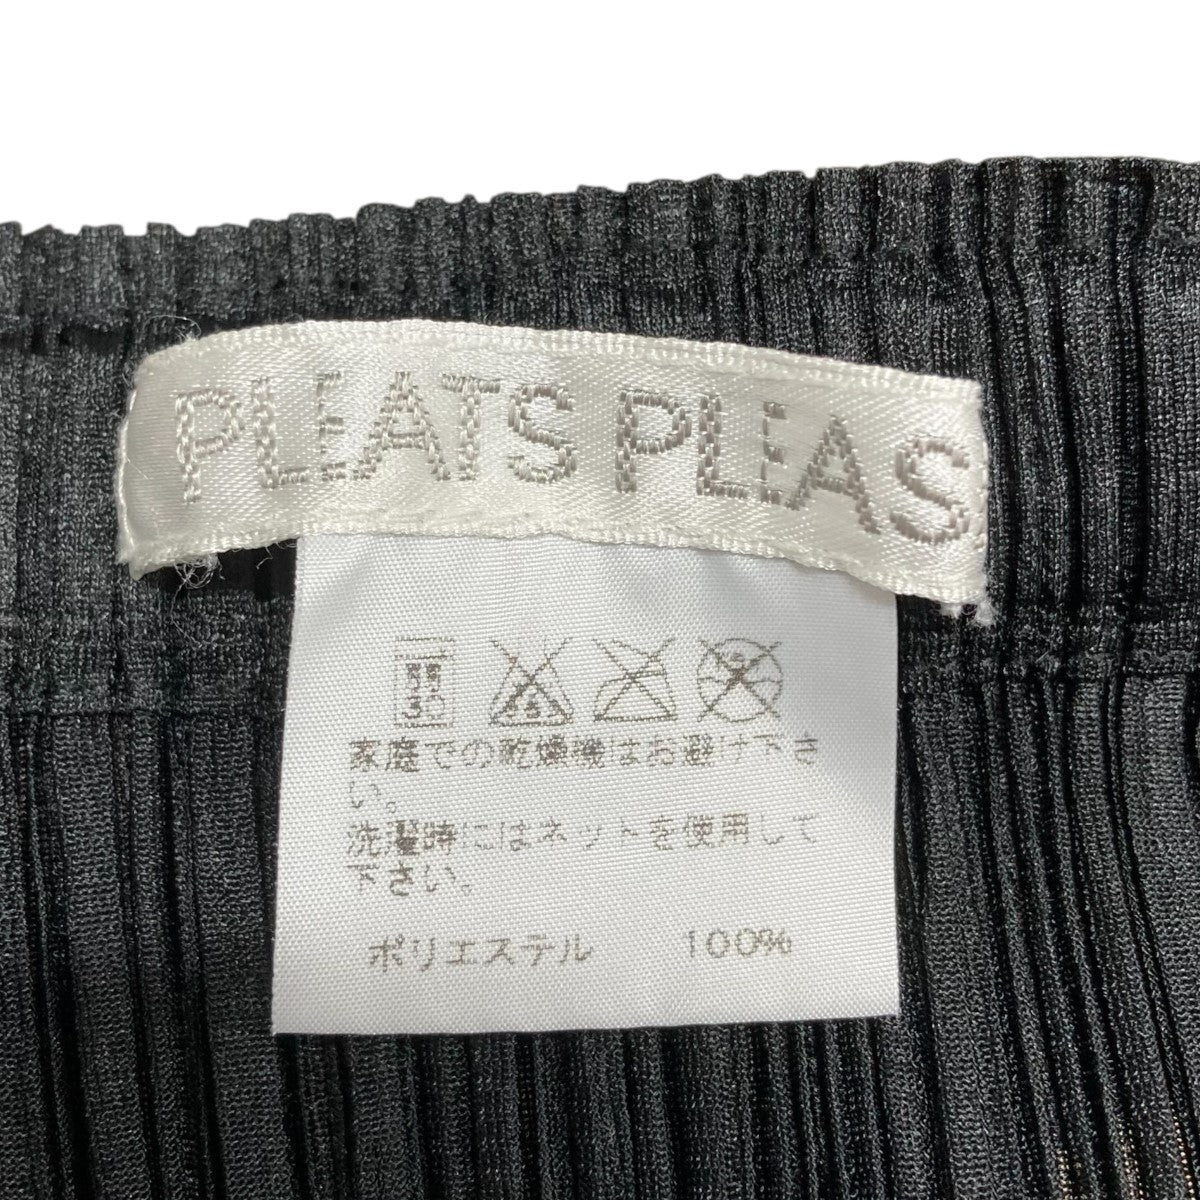 PLEATS PLEAS
家庭での乾燥機はお避け下さ
い。
洗濯時にはネットを使用して
下さい。
ポリエステル 100%